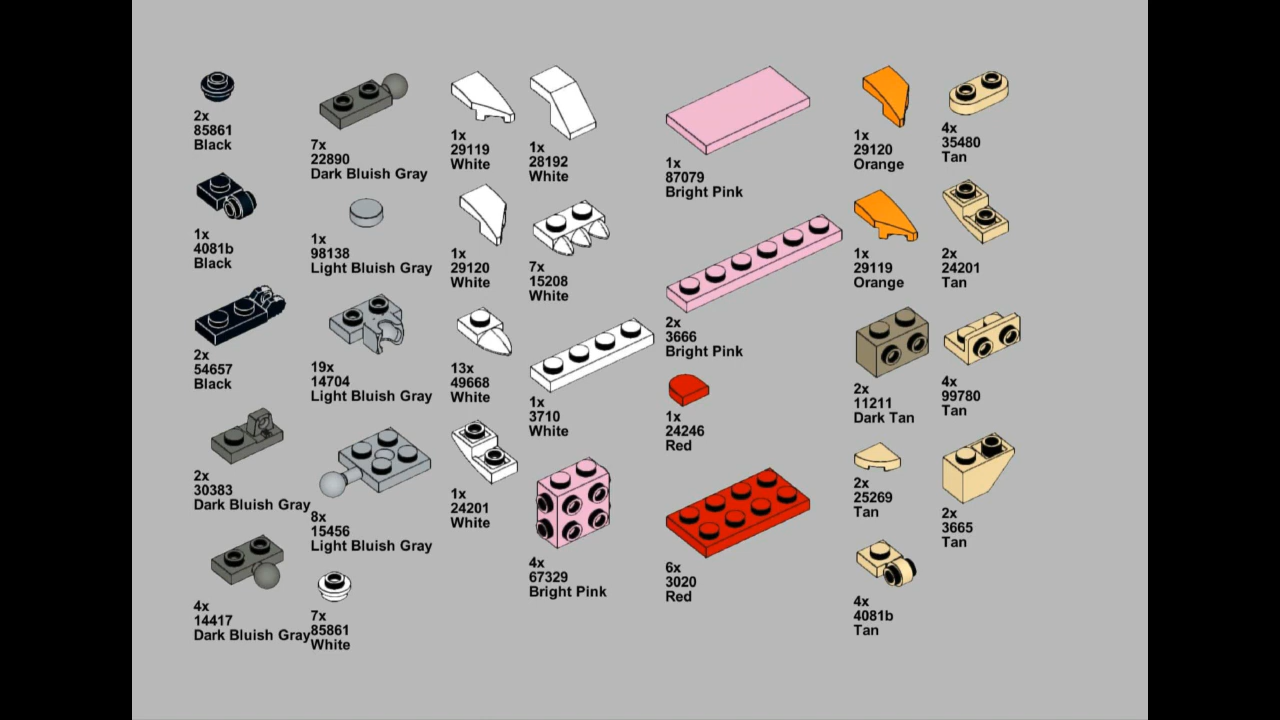 2x
85861
Black
1x
4081b
Black
2x
54657
Black
2x
30383
Dark Bluish Gray
4x
14417
Dark Bluish Gray
7x
22890
Dark Bluish Gray
1x
98138
Light Bluish Gray
19x
14704
Light Bluish Gray
8x
15456
Light Bluish Gray
7x
85861
White
1x
29119
White
1x
29120
White
13x
49668
White
1x
24201
White
1x
28192
White
7x
15208
White
1x
3710
White
4x
67329
Bright Pink
1x
87079
Bright Pink
2x
3666
Bright Pink
1x
24246
Red
6x
3020
Red
1x
29120
Orange
1x
29119
Orange
2x
11211
Dark Tan
2x
25269
Tan
4x
4081b
Tan
4x
35480
Tan
2x
24201
Tan
4x
99780
Tan
2x
3665
Tan